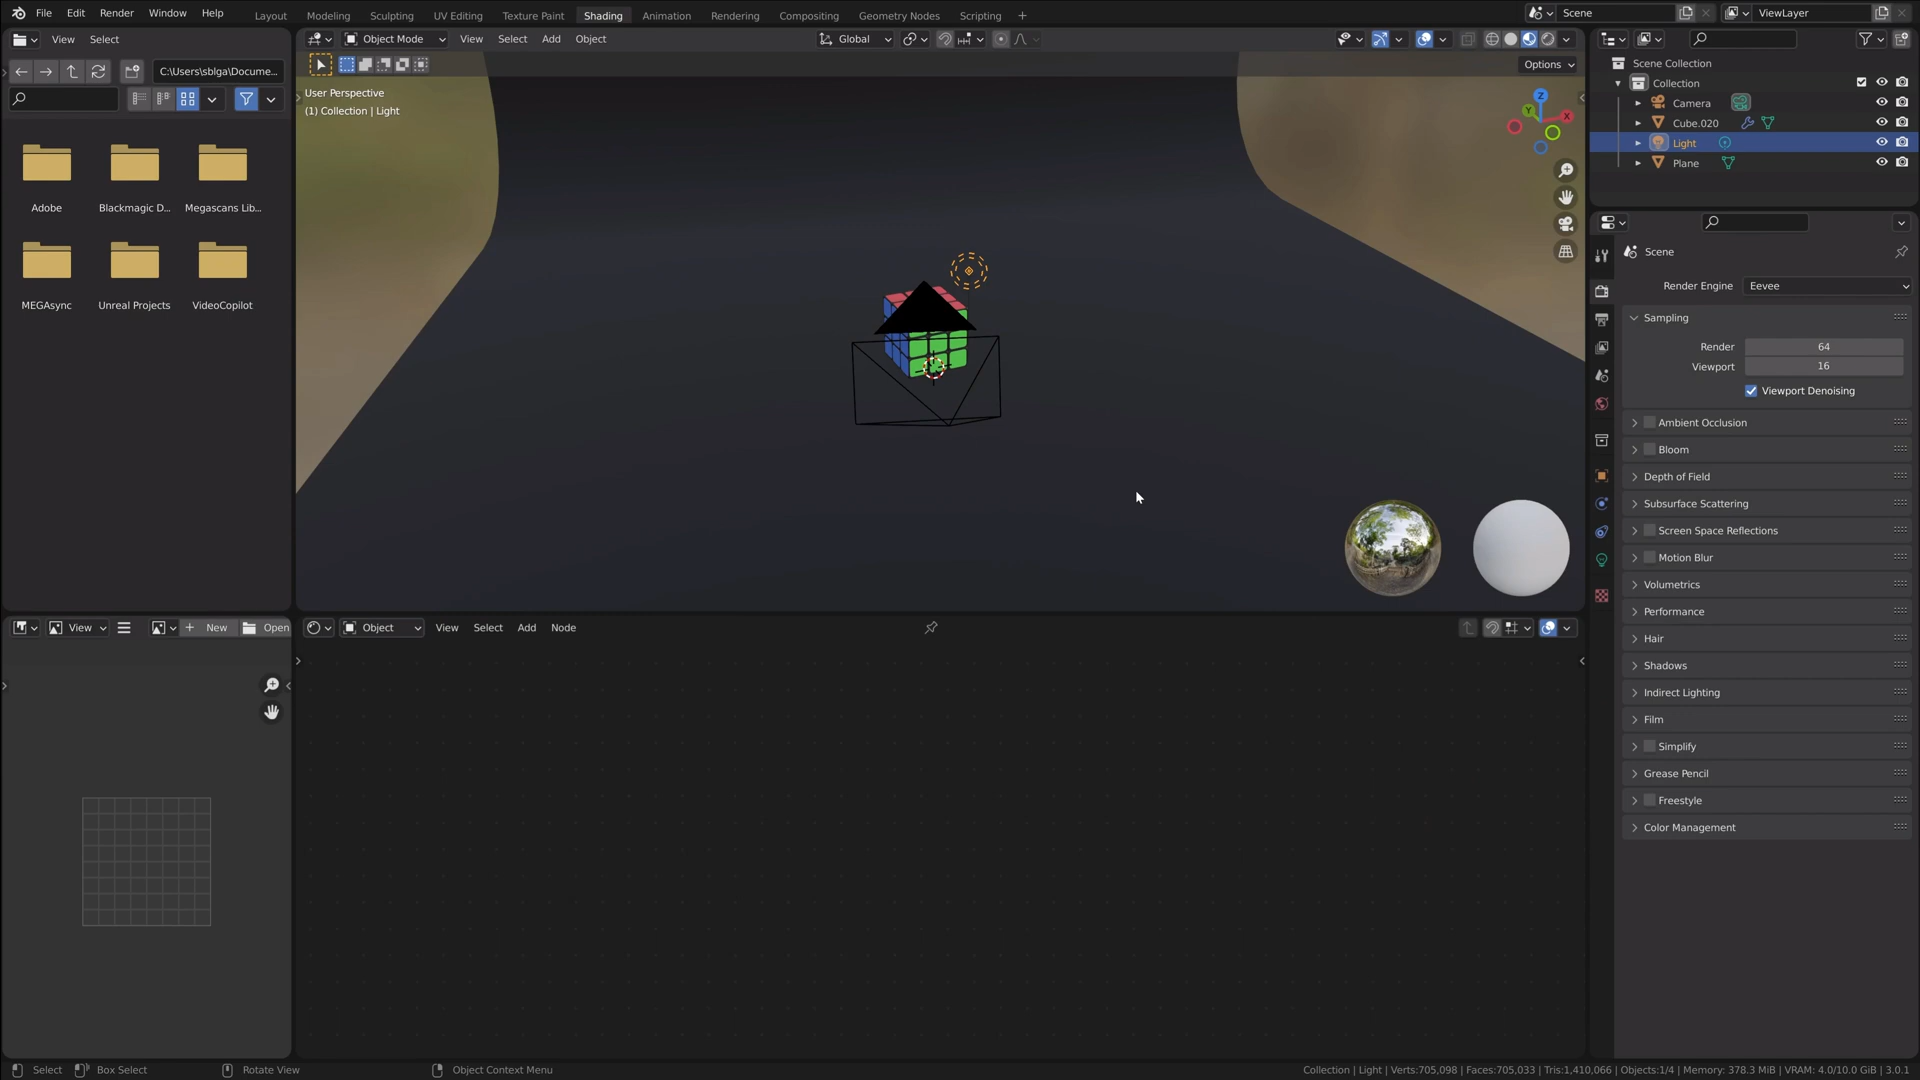 File Edit Render Window Help Layout Modeling Sculpting UV Editing Texture Paint Shading Animation Rendering Compositing Geometry Nodes Scripting + Scene ViewLayer
View Select
Object Mode View Select Add Object Global
C:\Users\sblga\Docume...
Options
User Perspective
(1) Collection | Light
Adobe Blackmagic D... Megascans Lib...
MEGAsync Unreal Projects VideoCopilot
Z
Y
X
Scene Collection
Collection
Camera
Cube.020
Light
Plane
Scene
Render Engine Eevee
Sampling
Render 64
Viewport 16
Viewport Denoising
Ambient Occlusion
Bloom
Depth of Field
Subsurface Scattering
Screen Space Reflections
Motion Blur
Volumetrics
Performance
Hair
Shadows
Indirect Lighting
Film
Simplify
Grease Pencil
Freestyle
Color Management
View New Open
Object View Select Add Node
Select Box Select Rotate View Object Context Menu
Collection | Light | Verts:705,098 | Faces:705,033 | Tris:1,410,066 | Objects:1/4 | Memory: 378.3 MiB | VRAM: 4.0/10.0 GiB | 3.0.1